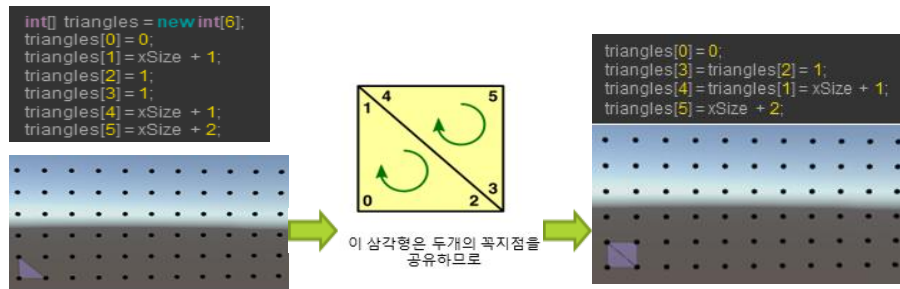 int[] triangles = new int[6];
triangles[0] = 0;
triangles[1] = xSize + 1;
triangles[2] = 1;
triangles[3] = 1;
triangles[4] = xSize + 1;
triangles[5] = xSize + 2;
4 5
1
3
0 2
이 삼각형은 두개의 꼭지점을
공유하므로
triangles[0] = 0;
triangles[3] = triangles[2] = 1;
triangles[4] = triangles[1] = xSize + 1;
triangles[5] = xSize + 2;